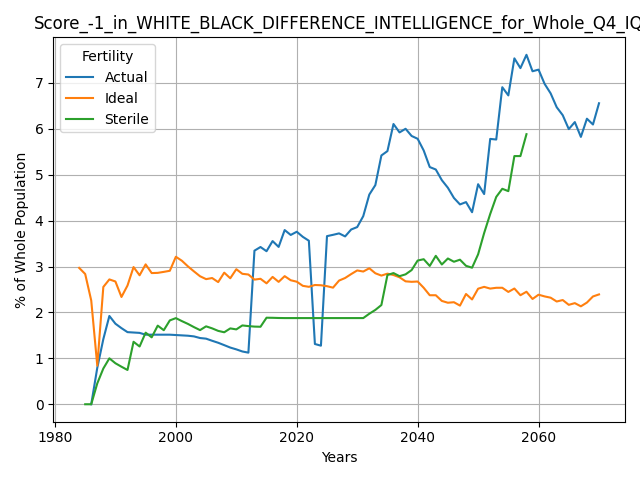 Score_-1_in_WHITE_BLACK_DIFFERENCE_INTELLIGENCE_for_Whole_Q4_IQ
Fertility
Actual
Ideal
Sterile
% of Whole Population
7
6
5
4
3
2
1
0
1980 2000 2020 2040 2060
Years